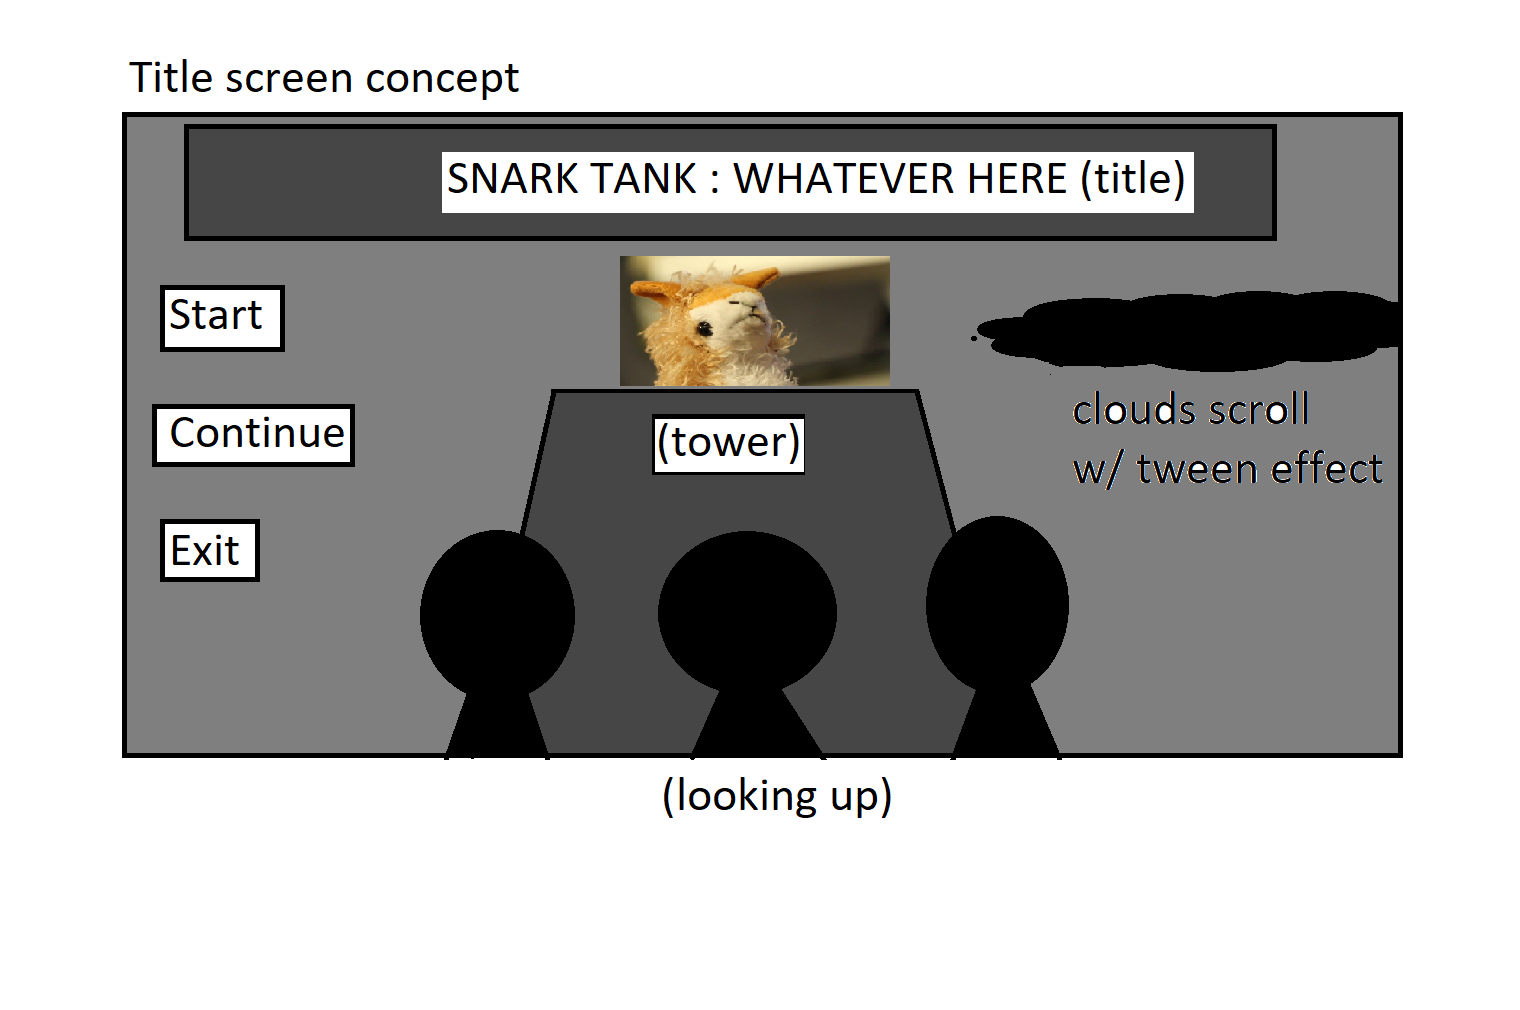 Title screen concept
SNARK TANK : WHATEVER HERE (title)
Start
Continue
Exit
(tower)
clouds scroll
w/ tween effect
(looking up)